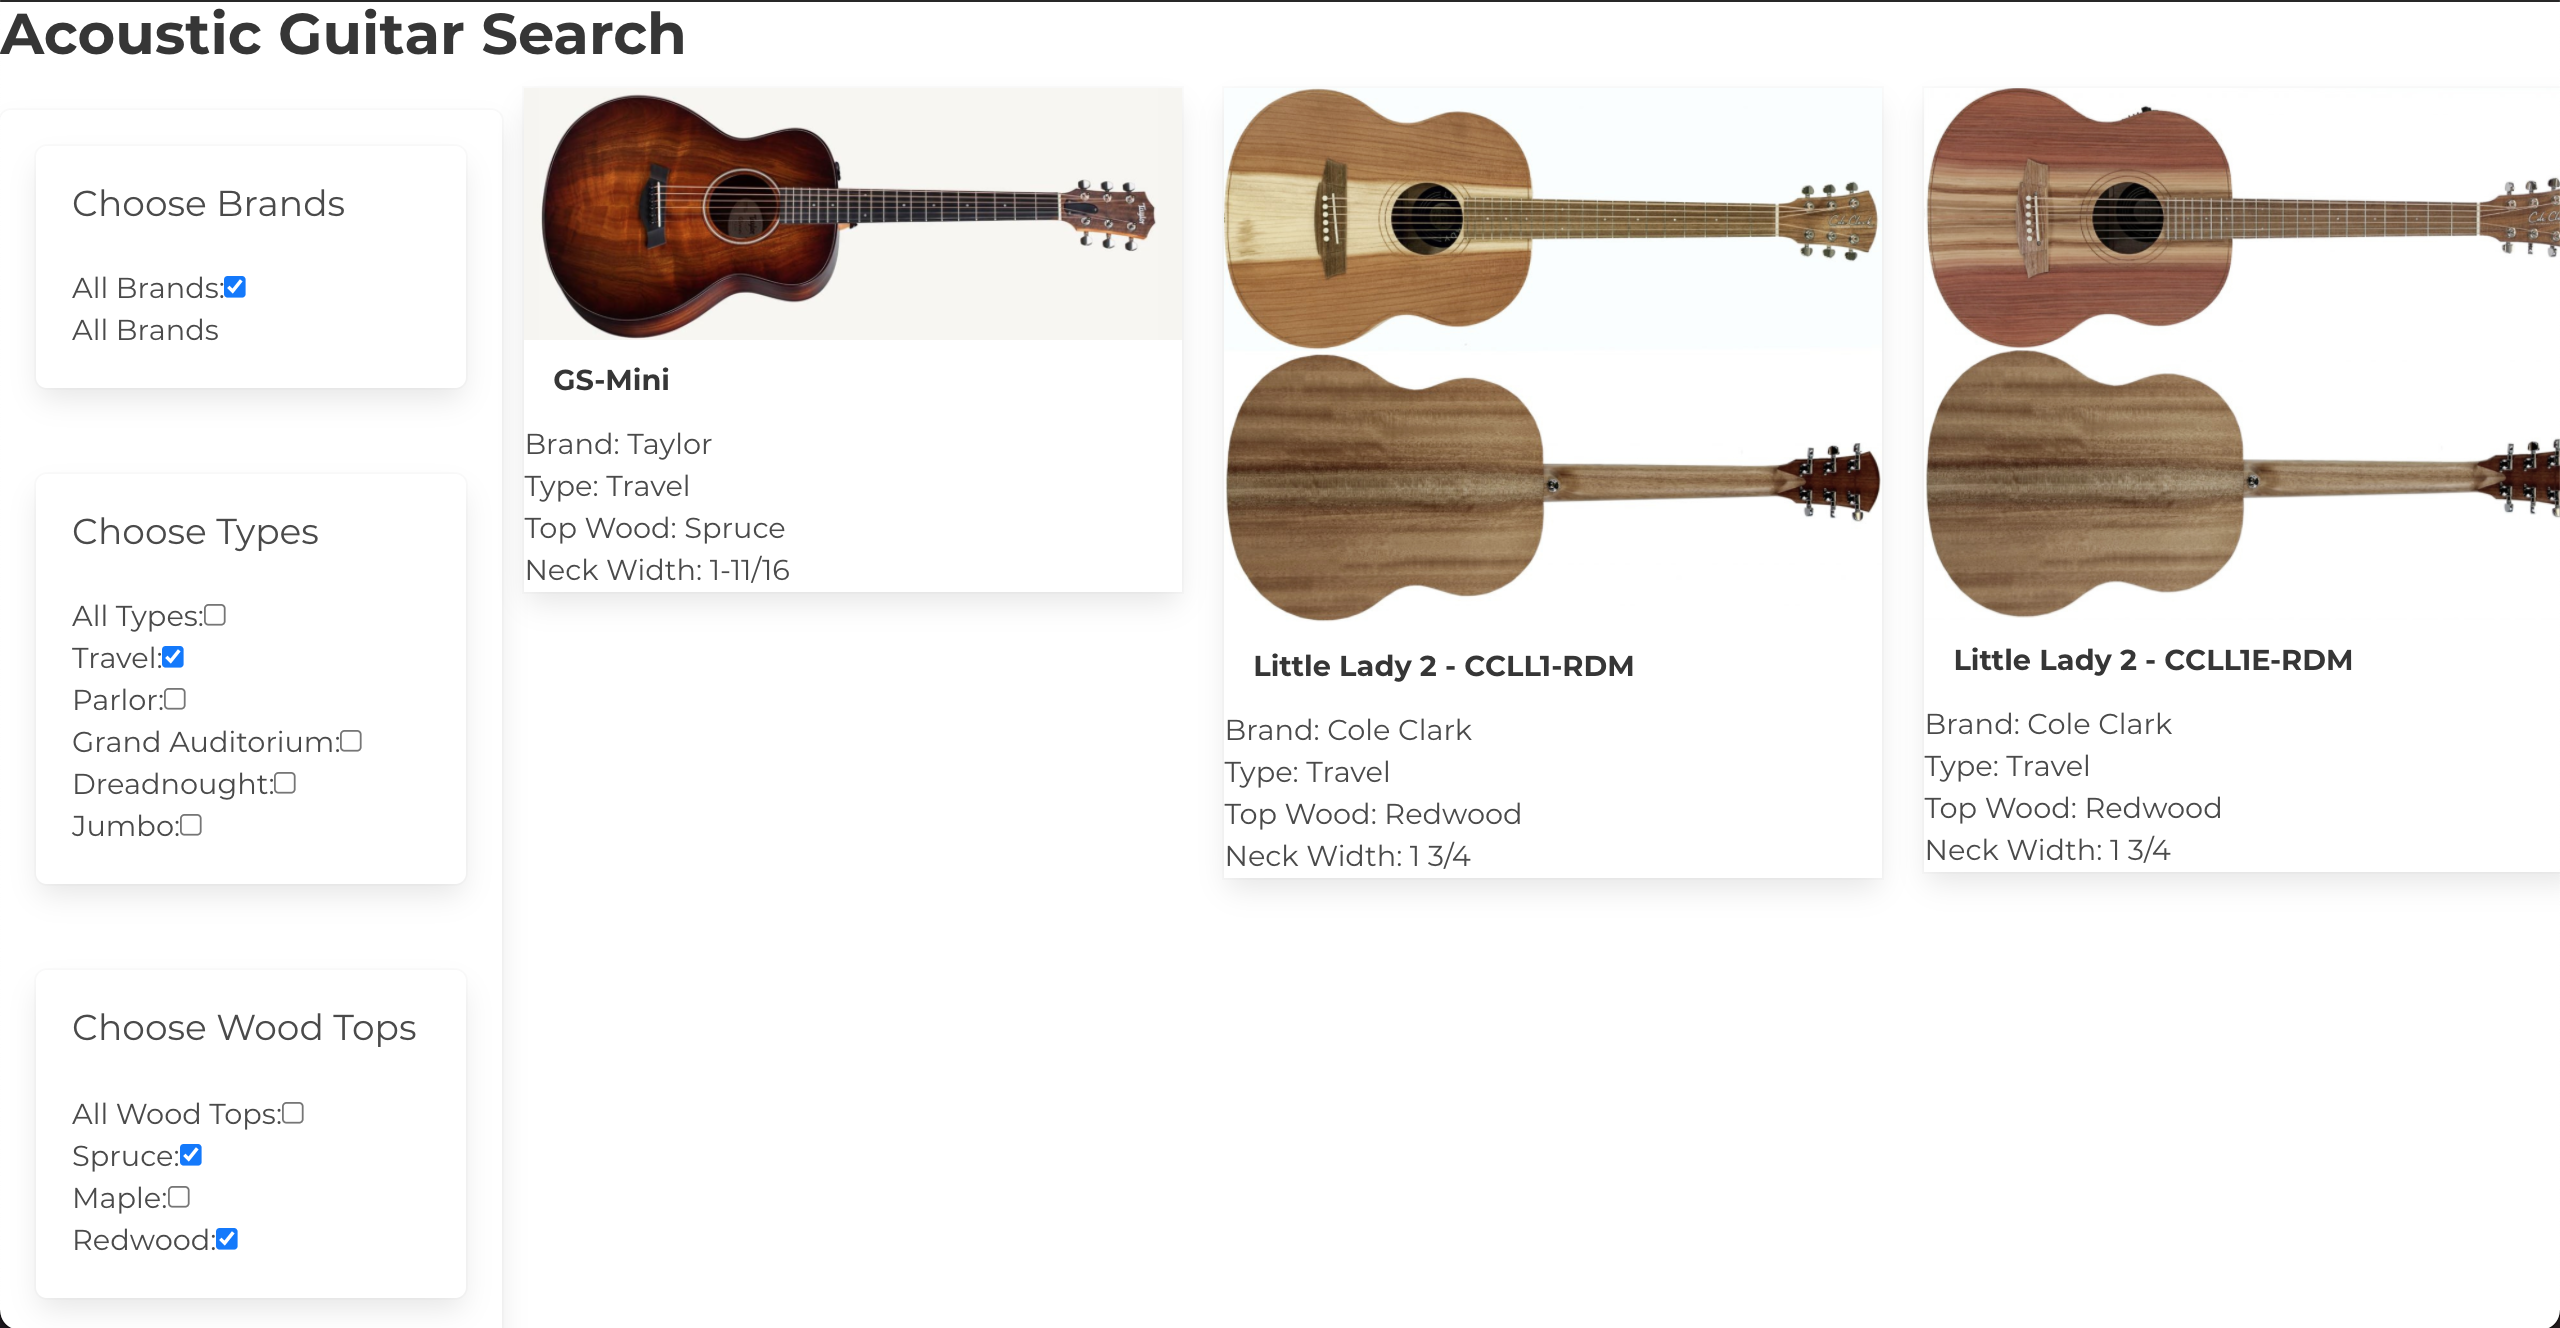 Acoustic Guitar Search
Choose Brands
All Brands:
All Brands
Choose Types
All Types:
Travel:
Parlor:
Grand Auditorium:
Dreadnought:
Jumbo:
Choose Wood Tops
All Wood Tops:
Spruce:
Maple:
Redwood:
Taylor
GS-Mini
Brand: Taylor
Type: Travel
Top Wood: Spruce
Neck Width: 1-11/16
Cole Clark
Little Lady 2 - CCLL1-RDM
Brand: Cole Clark
Type: Travel
Top Wood: Redwood
Neck Width: 1 3/4
Little Lady 2 - CCLL1E-RDM
Brand: Cole Clark
Type: Travel
Top Wood: Redwood
Neck Width: 1 3/4